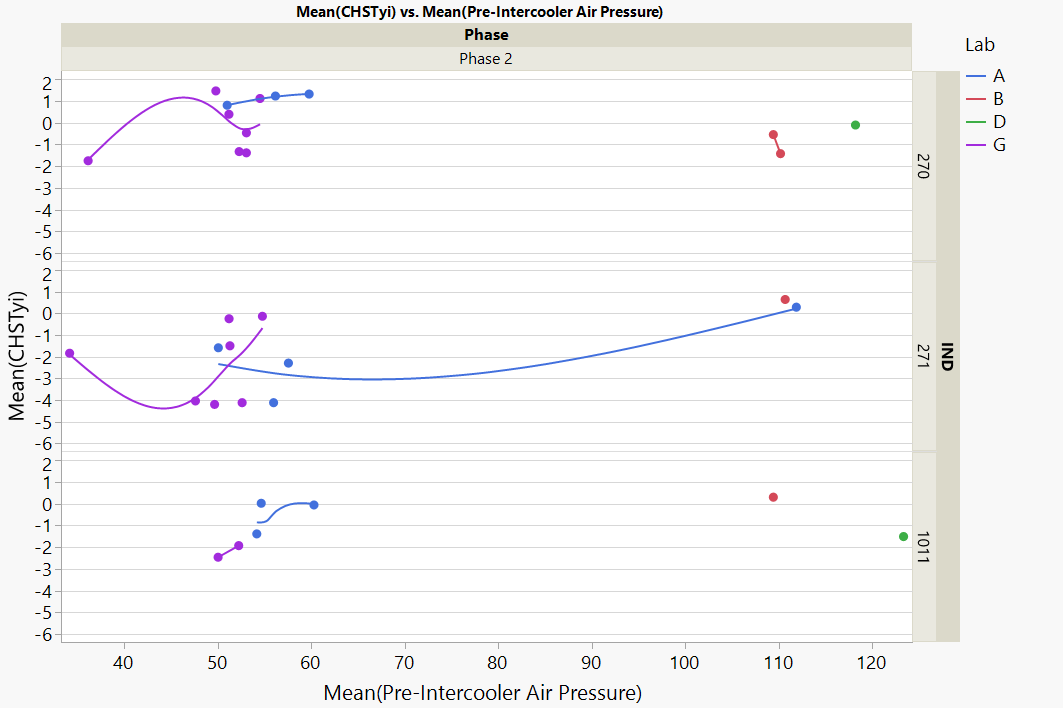 Mean(CHSTyi) vs. Mean(Pre-Intercooler Air Pressure)
Phase
Phase 2
Lab
A
B
D
G
Mean(CHSTyi)
2
1
0
-1
-2
-3
-4
-5
-6
270
2
1
0
-1
-2
-3
-4
-5
-6
271
IND
2
1
0
-1
-2
-3
-4
-5
-6
1011
40 50 60 70 80 90 100 110 120
Mean(Pre-Intercooler Air Pressure)